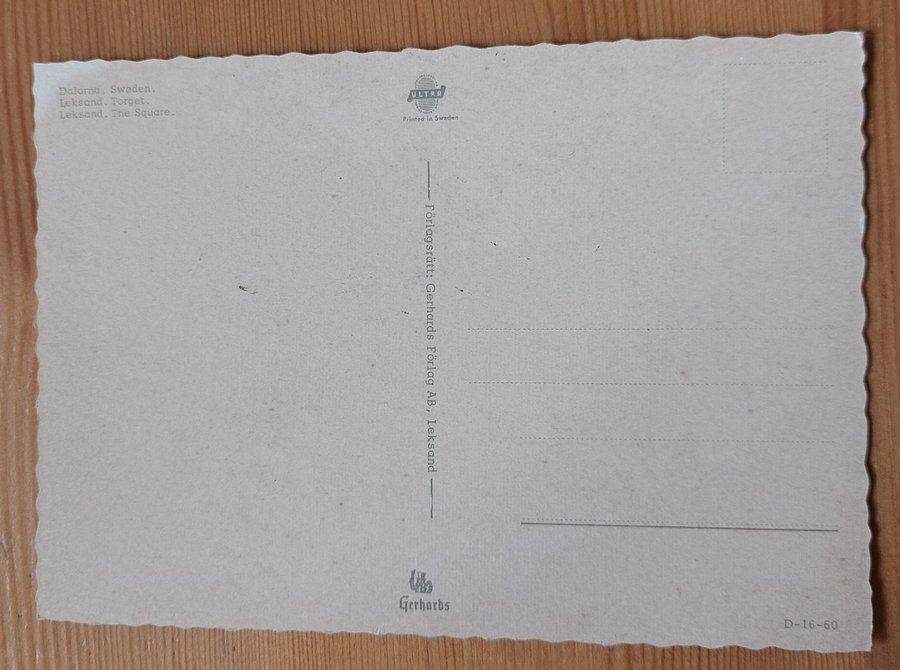 Dalarna, Sweden.
Leksand. Torget.
Leksand. The Square.
ULTRA
Printed in Sweden
Förlagsrätt: Gerhards Förlag AB, Leksand
Gerhards
D-16-60